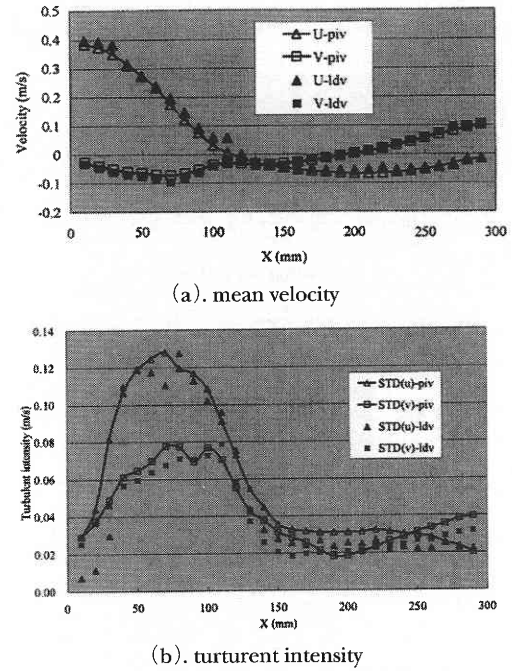 0.5
0.4
0.3
0.2
0.1
0
-0.1
-0.2
Velocity (m/s)
U-piv
V-piv
U-ldv
V-ldv
0 50 100 150 200 250 300
X (mm)
(a). mean velocity
0.14
0.12
0.10
0.08
0.06
0.04
0.02
0.00
Turbulent intensity (m/s)
STD(u)-piv
STD(v)-piv
STD(u)-ldv
STD(v)-ldv
0 50 100 150 200 250 300
X (mm)
(b). turturent intensity